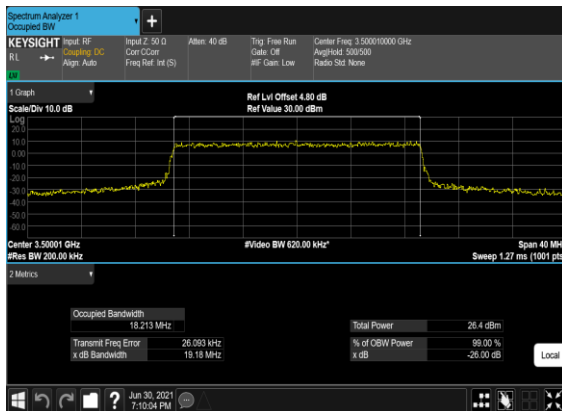 Spectrum Analyzer 1
Occupied BW
KEYSIGHT
RL
Input: RF
Coupling: DC
Align: Auto
Input Z: 50 Ω
Corr CCorr
Freq Ref: Int (S)
Atten: 40 dB
Trig: Free Run
Gate: Off
#IF Gain: Low
Center Freq: 3.500010000 GHz
Avg|Hold: 500/500
Radio Std: None
1 Graph
Scale/Div 10.0 dB
Ref Lvl Offset 4.80 dB
Ref Value 30.00 dBm
Log
20.0
10.0
0.00
-10.0
-20.0
-30.0
-40.0
-50.0
-60.0
Center 3.50001 GHz
#Video BW 620.00 kHz*
Span 40 MH
#Res BW 200.00 kHz
Sweep 1.27 ms (1001 pts
2 Metrics
Occupied Bandwidth
18.213 MHz
Total Power 26.4 dBm
Transmit Freq Error 26.093 kHz
% of OBW Power 99.00 %
x dB Bandwidth 19.18 MHz
x dB -26.00 dB
Local
?
Jun 30, 2021
7:10:04 PM